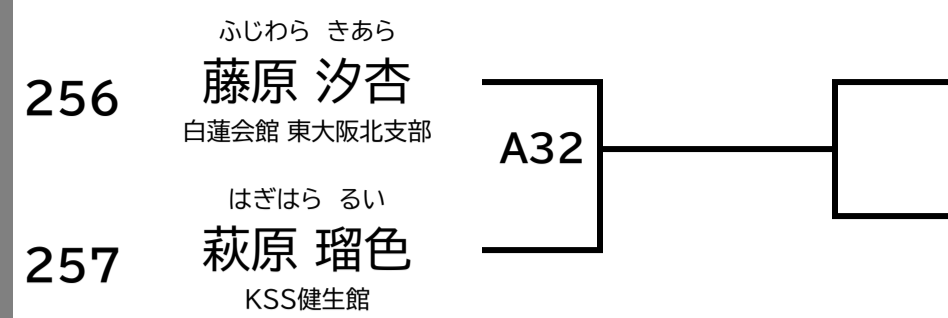 ふじわら きあら
256 藤原 汐杏
白蓮会館 東大阪北支部
A32
はぎはら るい
257 萩原 瑠色
KSS健生館